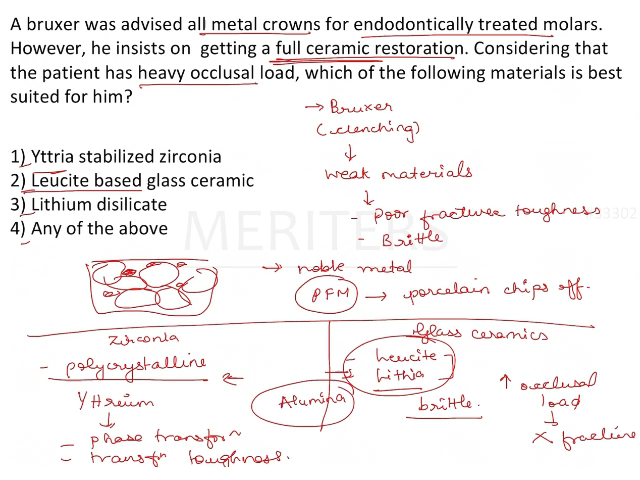 A bruxer was advised all metal crowns for endodontically treated molars.
However, he insists on getting a full ceramic restoration. Considering that
the patient has heavy occlusal load, which of the following materials is best
suited for him?
→ Bruxer
(clenching)
1) Yttria stabilized zirconia
2) Leucite based glass ceramic
3) Lithium disilicate
4) Any of the above
weak materials
- Poor fracture toughness
- Brittle
3302
MERITERS
→ noble metal
PFM → porcelain chips off.
Zirconia
- polycrystalline
Yttrium
- phase transform
- transfn toughness.
Alumina
Glass ceramics
Leucite
Lithia
brittle.
↑ occlusal
load
x fracture